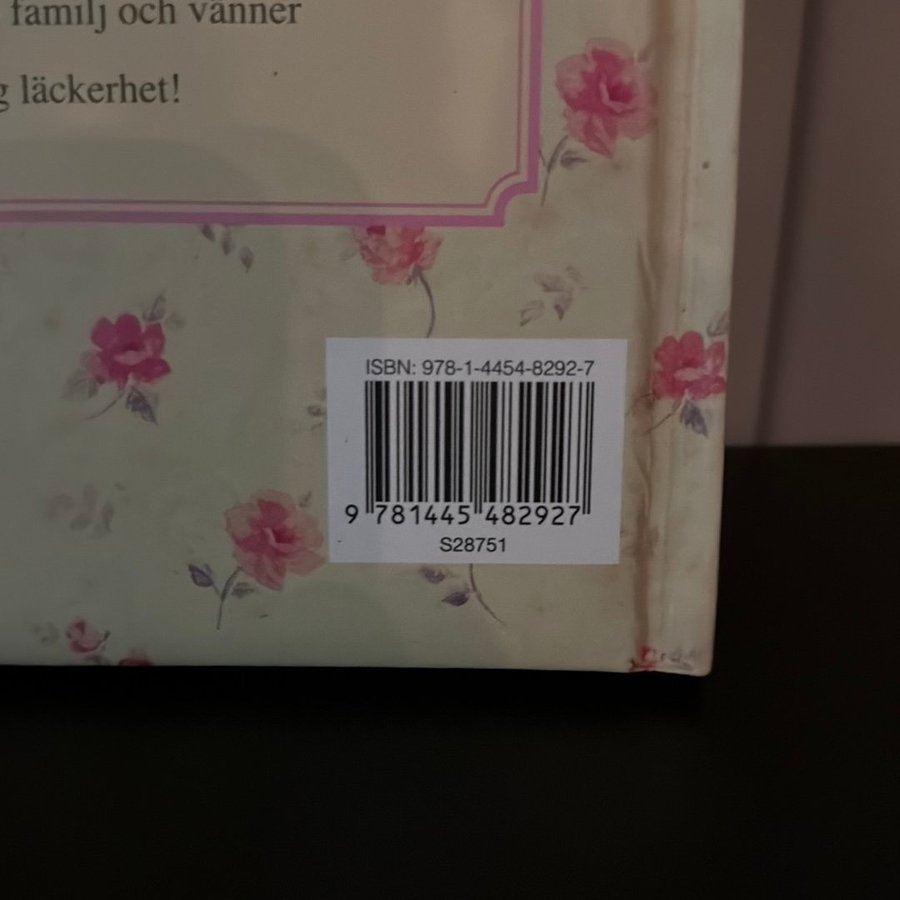 familj och vänner
g läckerhet!
ISBN: 978-1-4454-8292-7
9 781445 482927
S28751